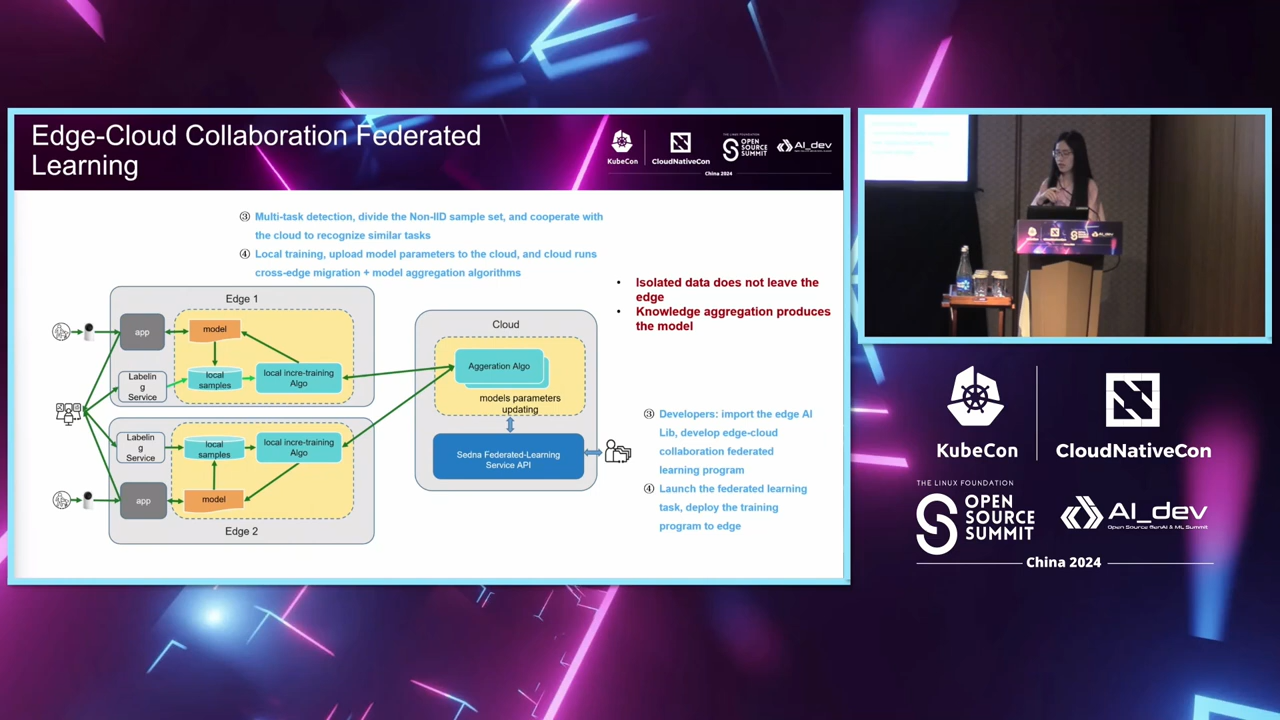 Edge-Cloud Collaboration Federated
Learning
KubeCon
CloudNativeCon
THE LINUX FOUNDATION
OPEN
SOURCE
SUMMIT
AI_dev
China 2024
③ Multi-task detection, divide the Non-IID sample set, and cooperate with
the cloud to recognize similar tasks
④ Local training, upload model parameters to the cloud, and cloud runs
cross-edge migration + model aggregation algorithms
• Isolated data does not leave the
edge
• Knowledge aggregation produces
the model
Edge 1
app
model
Labelin
g
Service
local
samples
local incre-training
Algo
Labelin
g
Service
local
samples
local incre-training
Algo
app
model
Edge 2
Cloud
Aggeration Algo
models parameters
updating
Sedna Federated-Learning
Service API
③ Developers: import the edge AI
Lib, develop edge-cloud
collaboration federated
learning program
④ Launch the federated learning
task, deploy the training
program to edge
KubeCon
CloudNativeCon
THE LINUX FOUNDATION
OPEN
SOURCE
SUMMIT
AI_dev
Open Source GenAI & ML Summit
China 2024